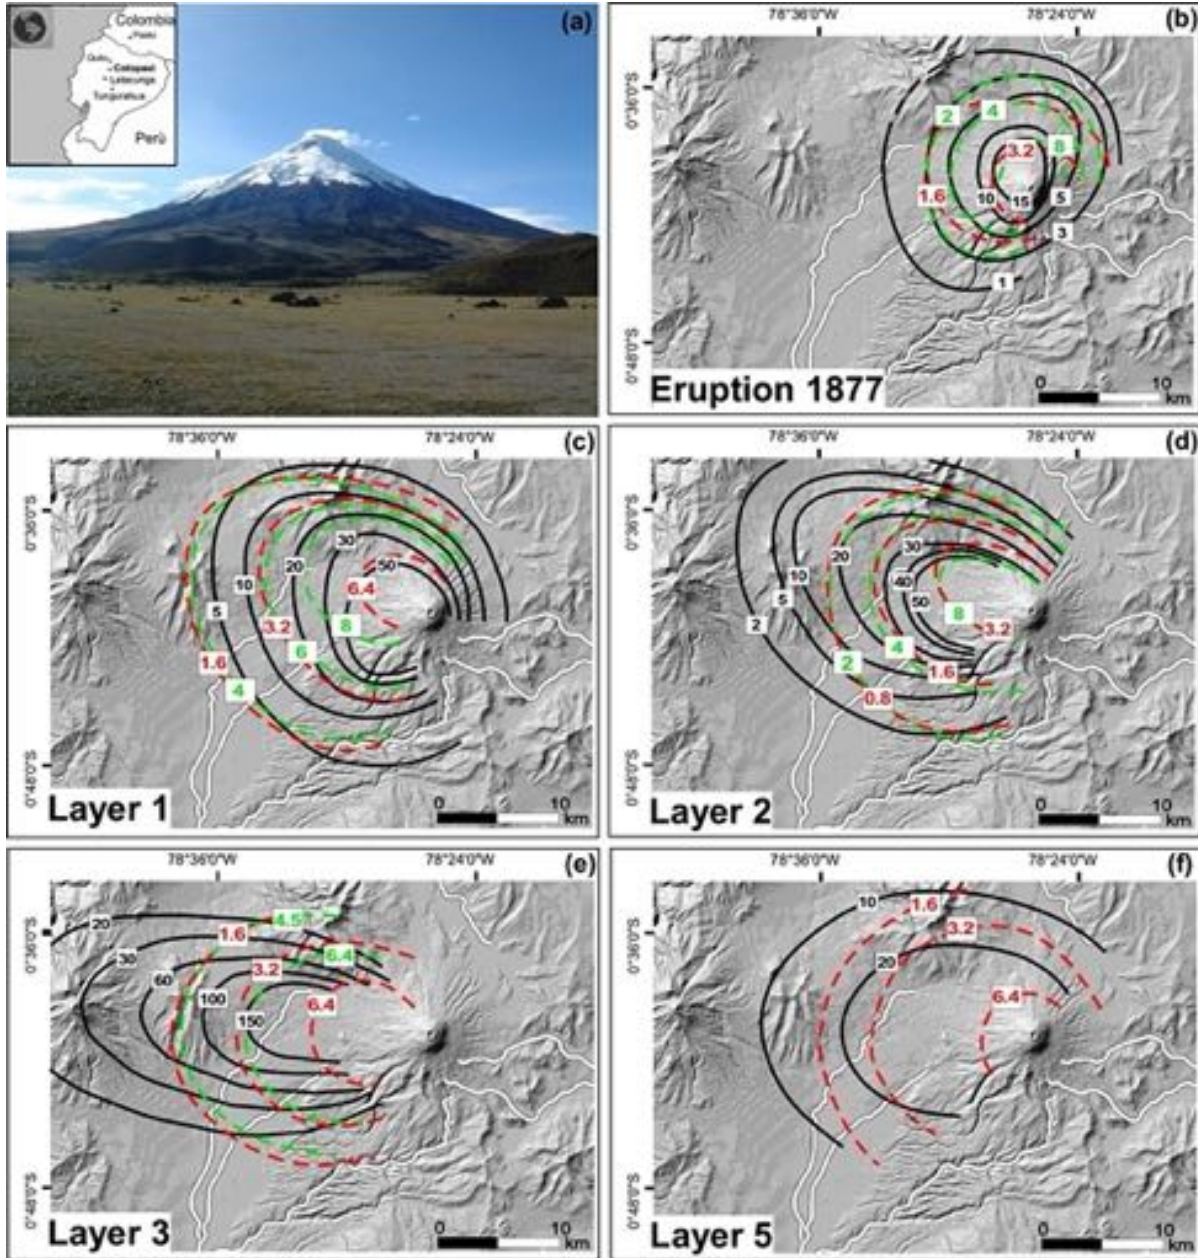 (a)
Colombia
Pasto
Quito
Cotopaxi
Latacunga
Tungurahua
Perú
78°36'0"W
78°24'0"W
(b)
0°36'0"S
2
4
8
3.2
1.6
10
15
5
3
1
0°48'0"S
Eruption 1877
0
10
km
78°36'0"W
78°24'0"W
(c)
0°36'0"S
30
50
20
10
6.4
5
3.2
8
6
1.6
4
0°48'0"S
Layer 1
0
10
km
78°36'0"W
78°24'0"W
(d)
0°36'0"S
30
20
10
40
5
50
2
8
3.2
4
2
1.6
0.8
0°48'0"S
Layer 2
0
10
km
78°36'0"W
78°24'0"W
(e)
0°36'0"S
20
4.5
1.6
30
6.4
3.2
60
100
6.4
150
0°48'0"S
Layer 3
0
10
km
78°36'0"W
78°24'0"W
(f)
0°36'0"S
10
1.6
3.2
20
6.4
0°48'0"S
Layer 5
0
10
km